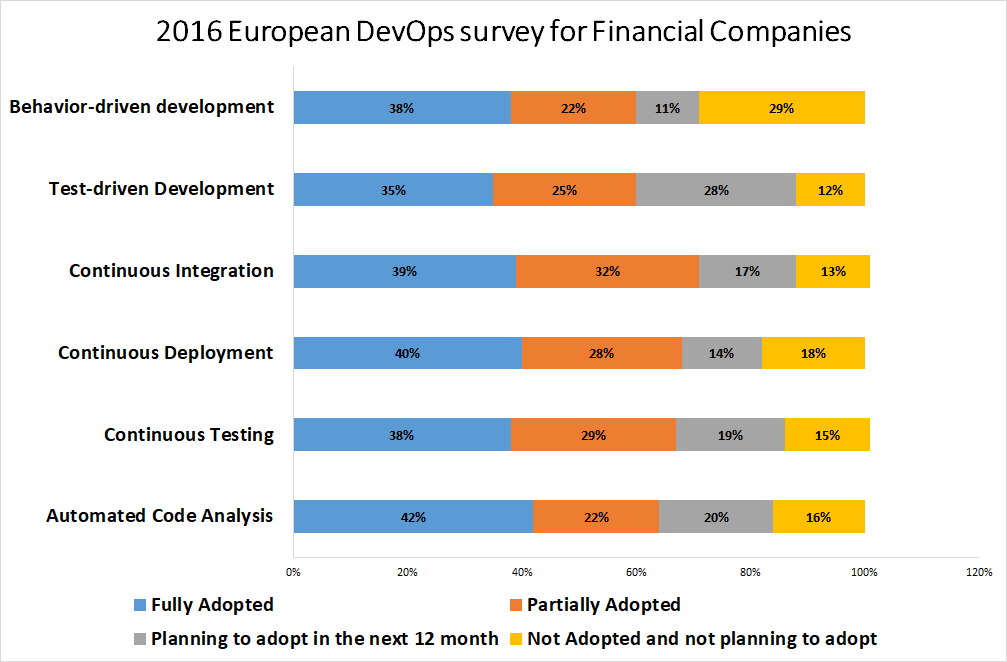 2016 European DevOps survey for Financial Companies
Behavior-driven development 38% 22% 11% 29%
Test-driven Development 35% 25% 28% 12%
Continuous Integration 39% 32% 17% 13%
Continuous Deployment 40% 28% 14% 18%
Continuous Testing 38% 29% 19% 15%
Automated Code Analysis 42% 22% 20% 16%
0% 20% 40% 60% 80% 100% 120%
Fully Adopted Partially Adopted
Planning to adopt in the next 12 month Not Adopted and not planning to adopt